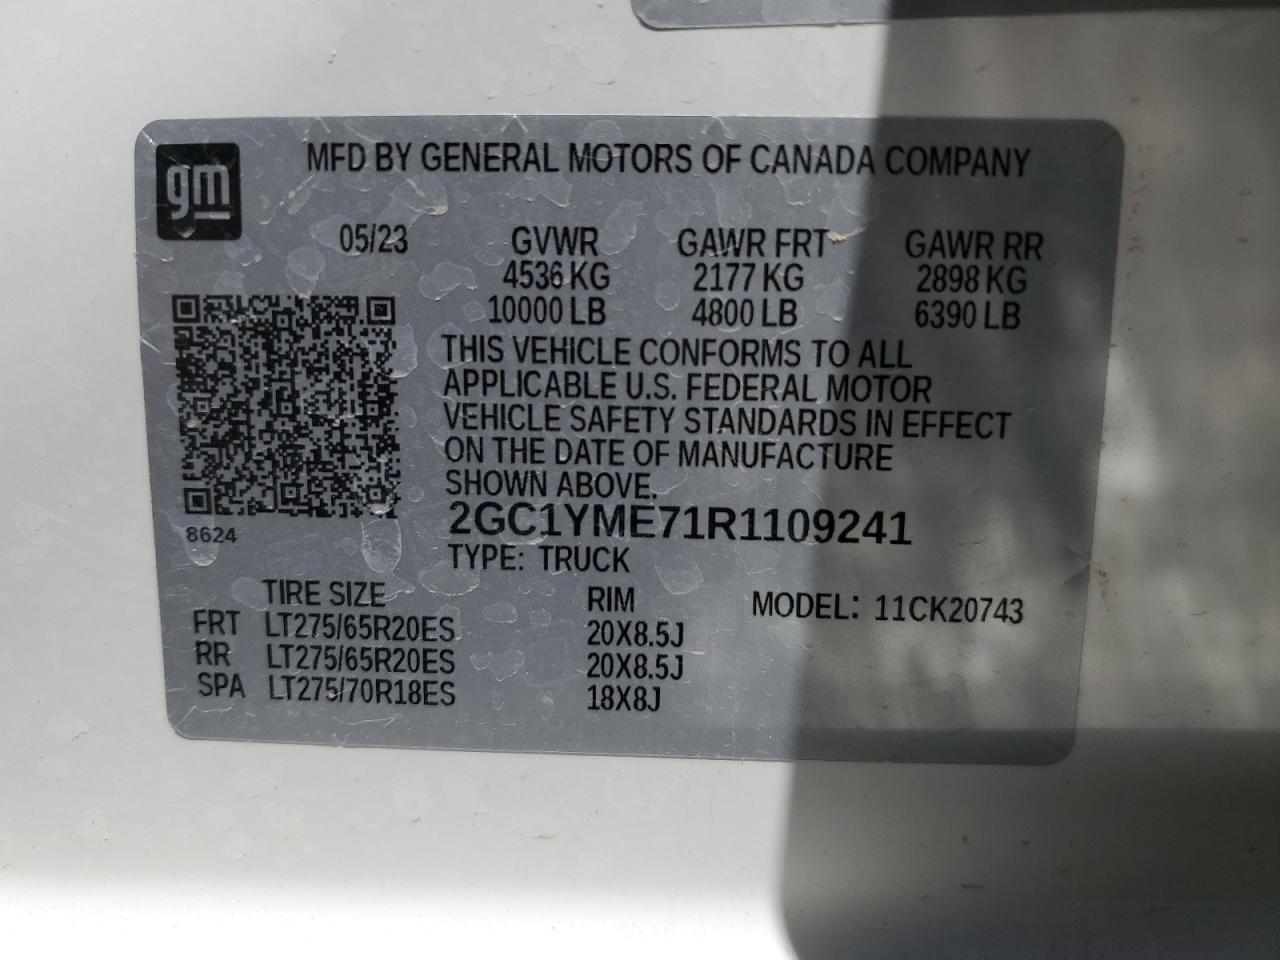 gm
MFD BY GENERAL MOTORS OF CANADA COMPANY
05/23 GVWR GAWR FRT GAWR RR
4536 KG 2177 KG 2898 KG
10000 LB 4800 LB 6390 LB
THIS VEHICLE CONFORMS TO ALL
APPLICABLE U.S. FEDERAL MOTOR
VEHICLE SAFETY STANDARDS IN EFFECT
ON THE DATE OF MANUFACTURE
SHOWN ABOVE.
8624
2GC1YME71R1109241
TYPE: TRUCK
TIRE SIZE RIM MODEL: 11CK20743
FRT LT275/65R20ES 20X8.5J
RR LT275/65R20ES 20X8.5J
SPA LT275/70R18ES 18X8J